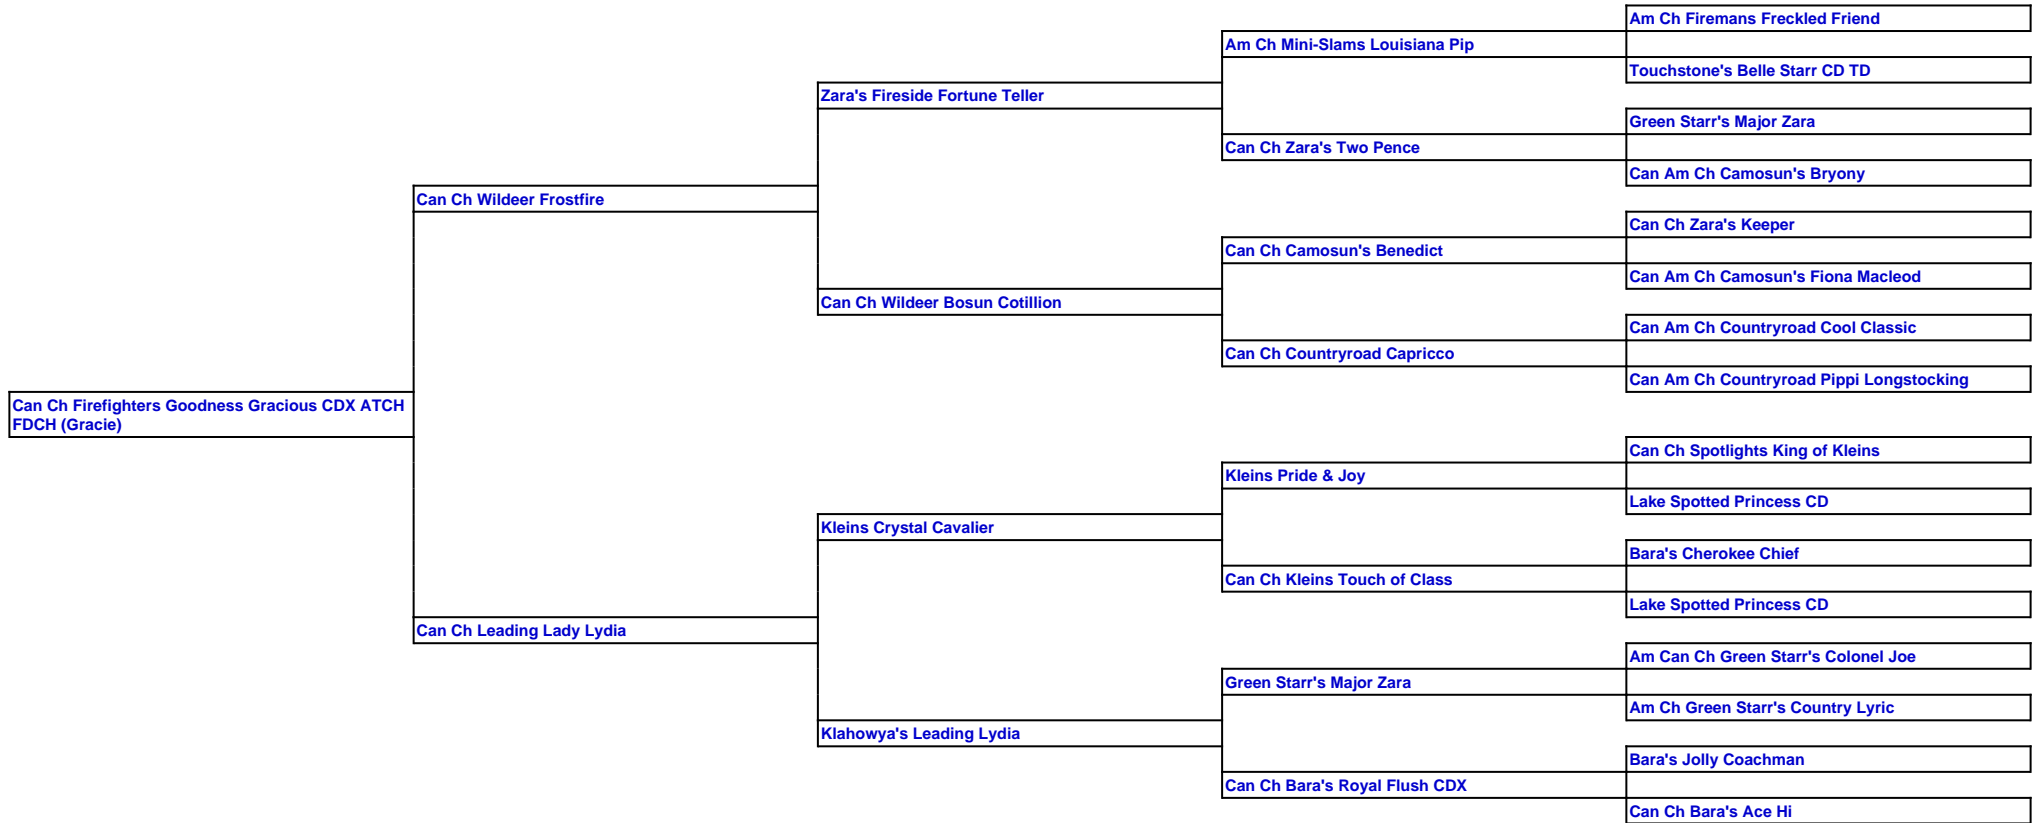 Am Ch Firemans Freckled Friend
Am Ch Mini-Slams Louisiana Pip
Touchstone's Belle Starr CD TD
Zara's Fireside Fortune Teller
Green Starr's Major Zara
Can Ch Zara's Two Pence
Can Am Ch Camosun's Bryony
Can Ch Wildeer Frostfire
Can Ch Zara's Keeper
Can Ch Camosun's Benedict
Can Am Ch Camosun's Fiona Macleod
Can Ch Wildeer Bosun Cotillion
Can Am Ch Countryroad Cool Classic
Can Ch Countryroad Capricco
Can Am Ch Countryroad Pippi Longstocking
Can Ch Firefighters Goodness Gracious CDX ATCH
FDCH (Gracie)
Can Ch Spotlights King of Kleins
Kleins Pride & Joy
Lake Spotted Princess CD
Kleins Crystal Cavalier
Bara's Cherokee Chief
Can Ch Kleins Touch of Class
Lake Spotted Princess CD
Can Ch Leading Lady Lydia
Am Can Ch Green Starr's Colonel Joe
Green Starr's Major Zara
Am Ch Green Starr's Country Lyric
Klahowya's Leading Lydia
Bara's Jolly Coachman
Can Ch Bara's Royal Flush CDX
Can Ch Bara's Ace Hi